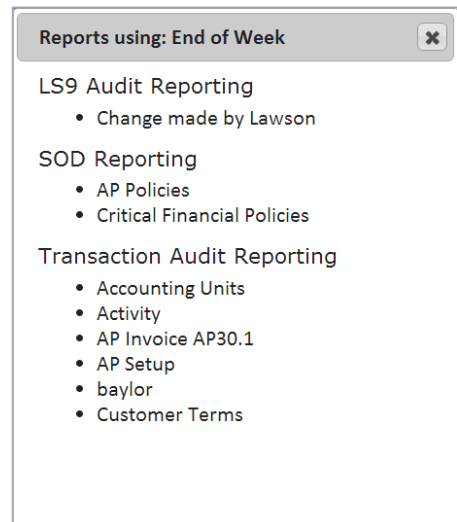 Reports using: End of Week
LS9 Audit Reporting
• Change made by Lawson
SOD Reporting
• AP Policies
• Critical Financial Policies
Transaction Audit Reporting
• Accounting Units
• Activity
• AP Invoice AP30.1
• AP Setup
• baylor
• Customer Terms